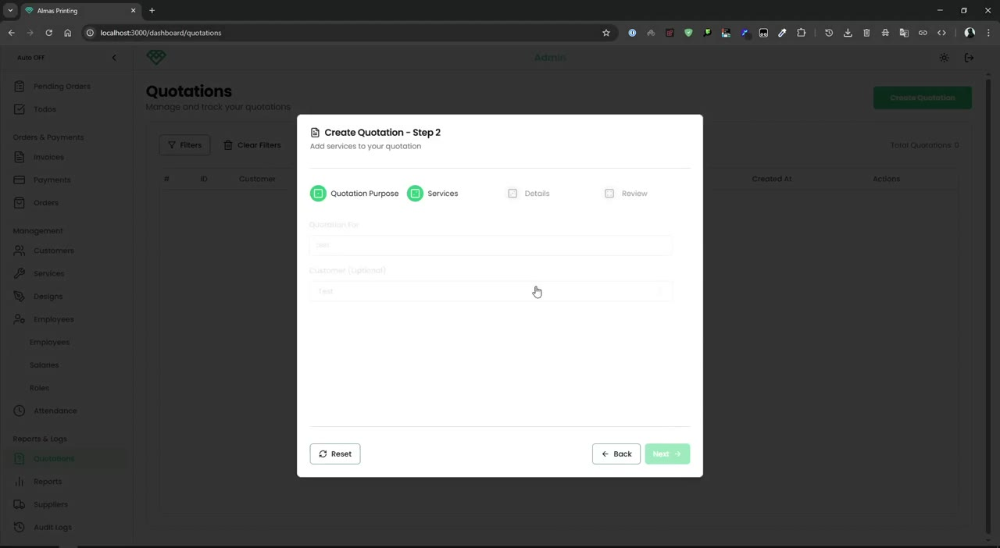 Almas Printing
localhost:3000/dashboard/quotations
Auto OFF
Admin
Pending Orders
Todos
Orders & Payments
Invoices
Payments
Orders
Management
Customers
Services
Designs
Employees
Employees
Salaries
Roles
Attendance
Reports & Logs
Quotations
Reports
Suppliers
Audit Logs
Quotations
Manage and track your quotations
Create Quotation
Filters
Clear Filters
Total Quotations: 0
# ID Customer Created At Actions
Create Quotation - Step 2
Add services to your quotation
Quotation Purpose Services Details Review
Quotation For
Customer (Optional)
Test
Reset
Back
Next